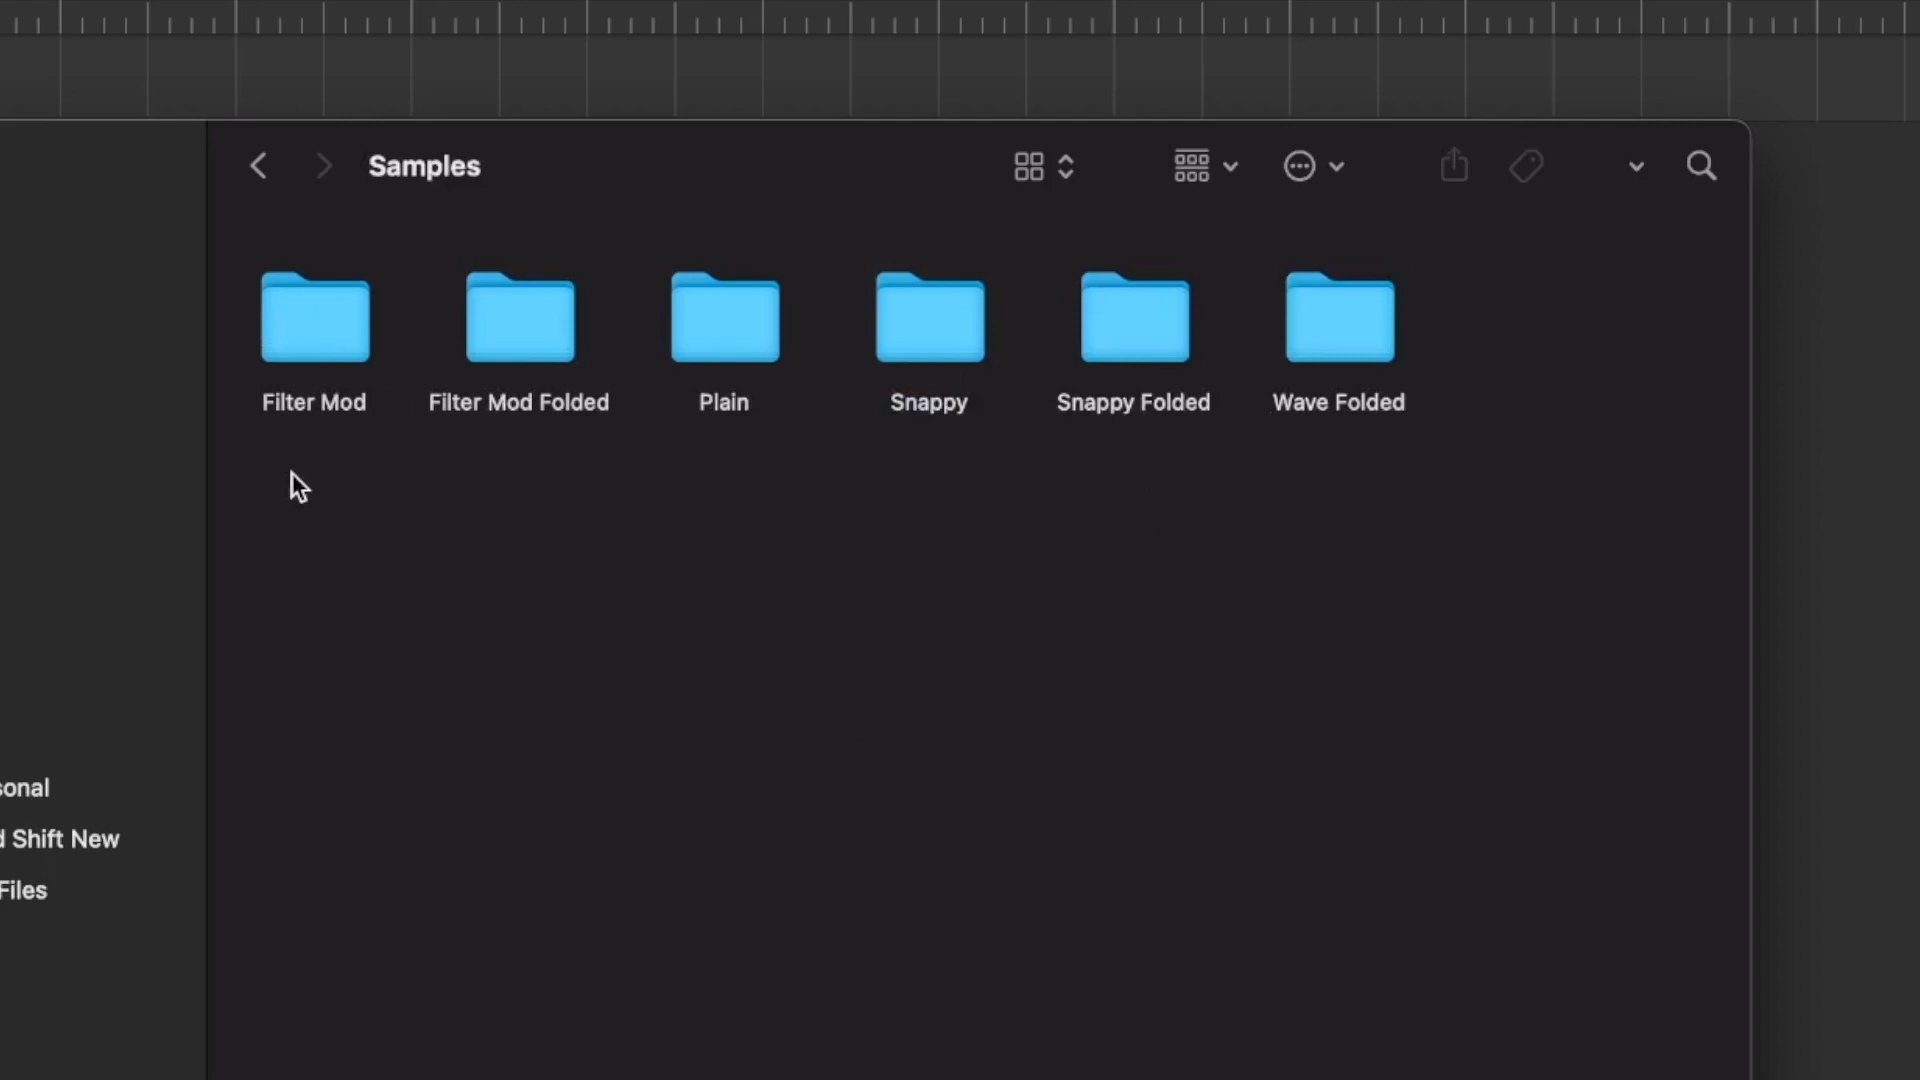 Samples
Filter Mod
Filter Mod Folded
Plain
Snappy
Snappy Folded
Wave Folded
sonal
d Shift New
Files